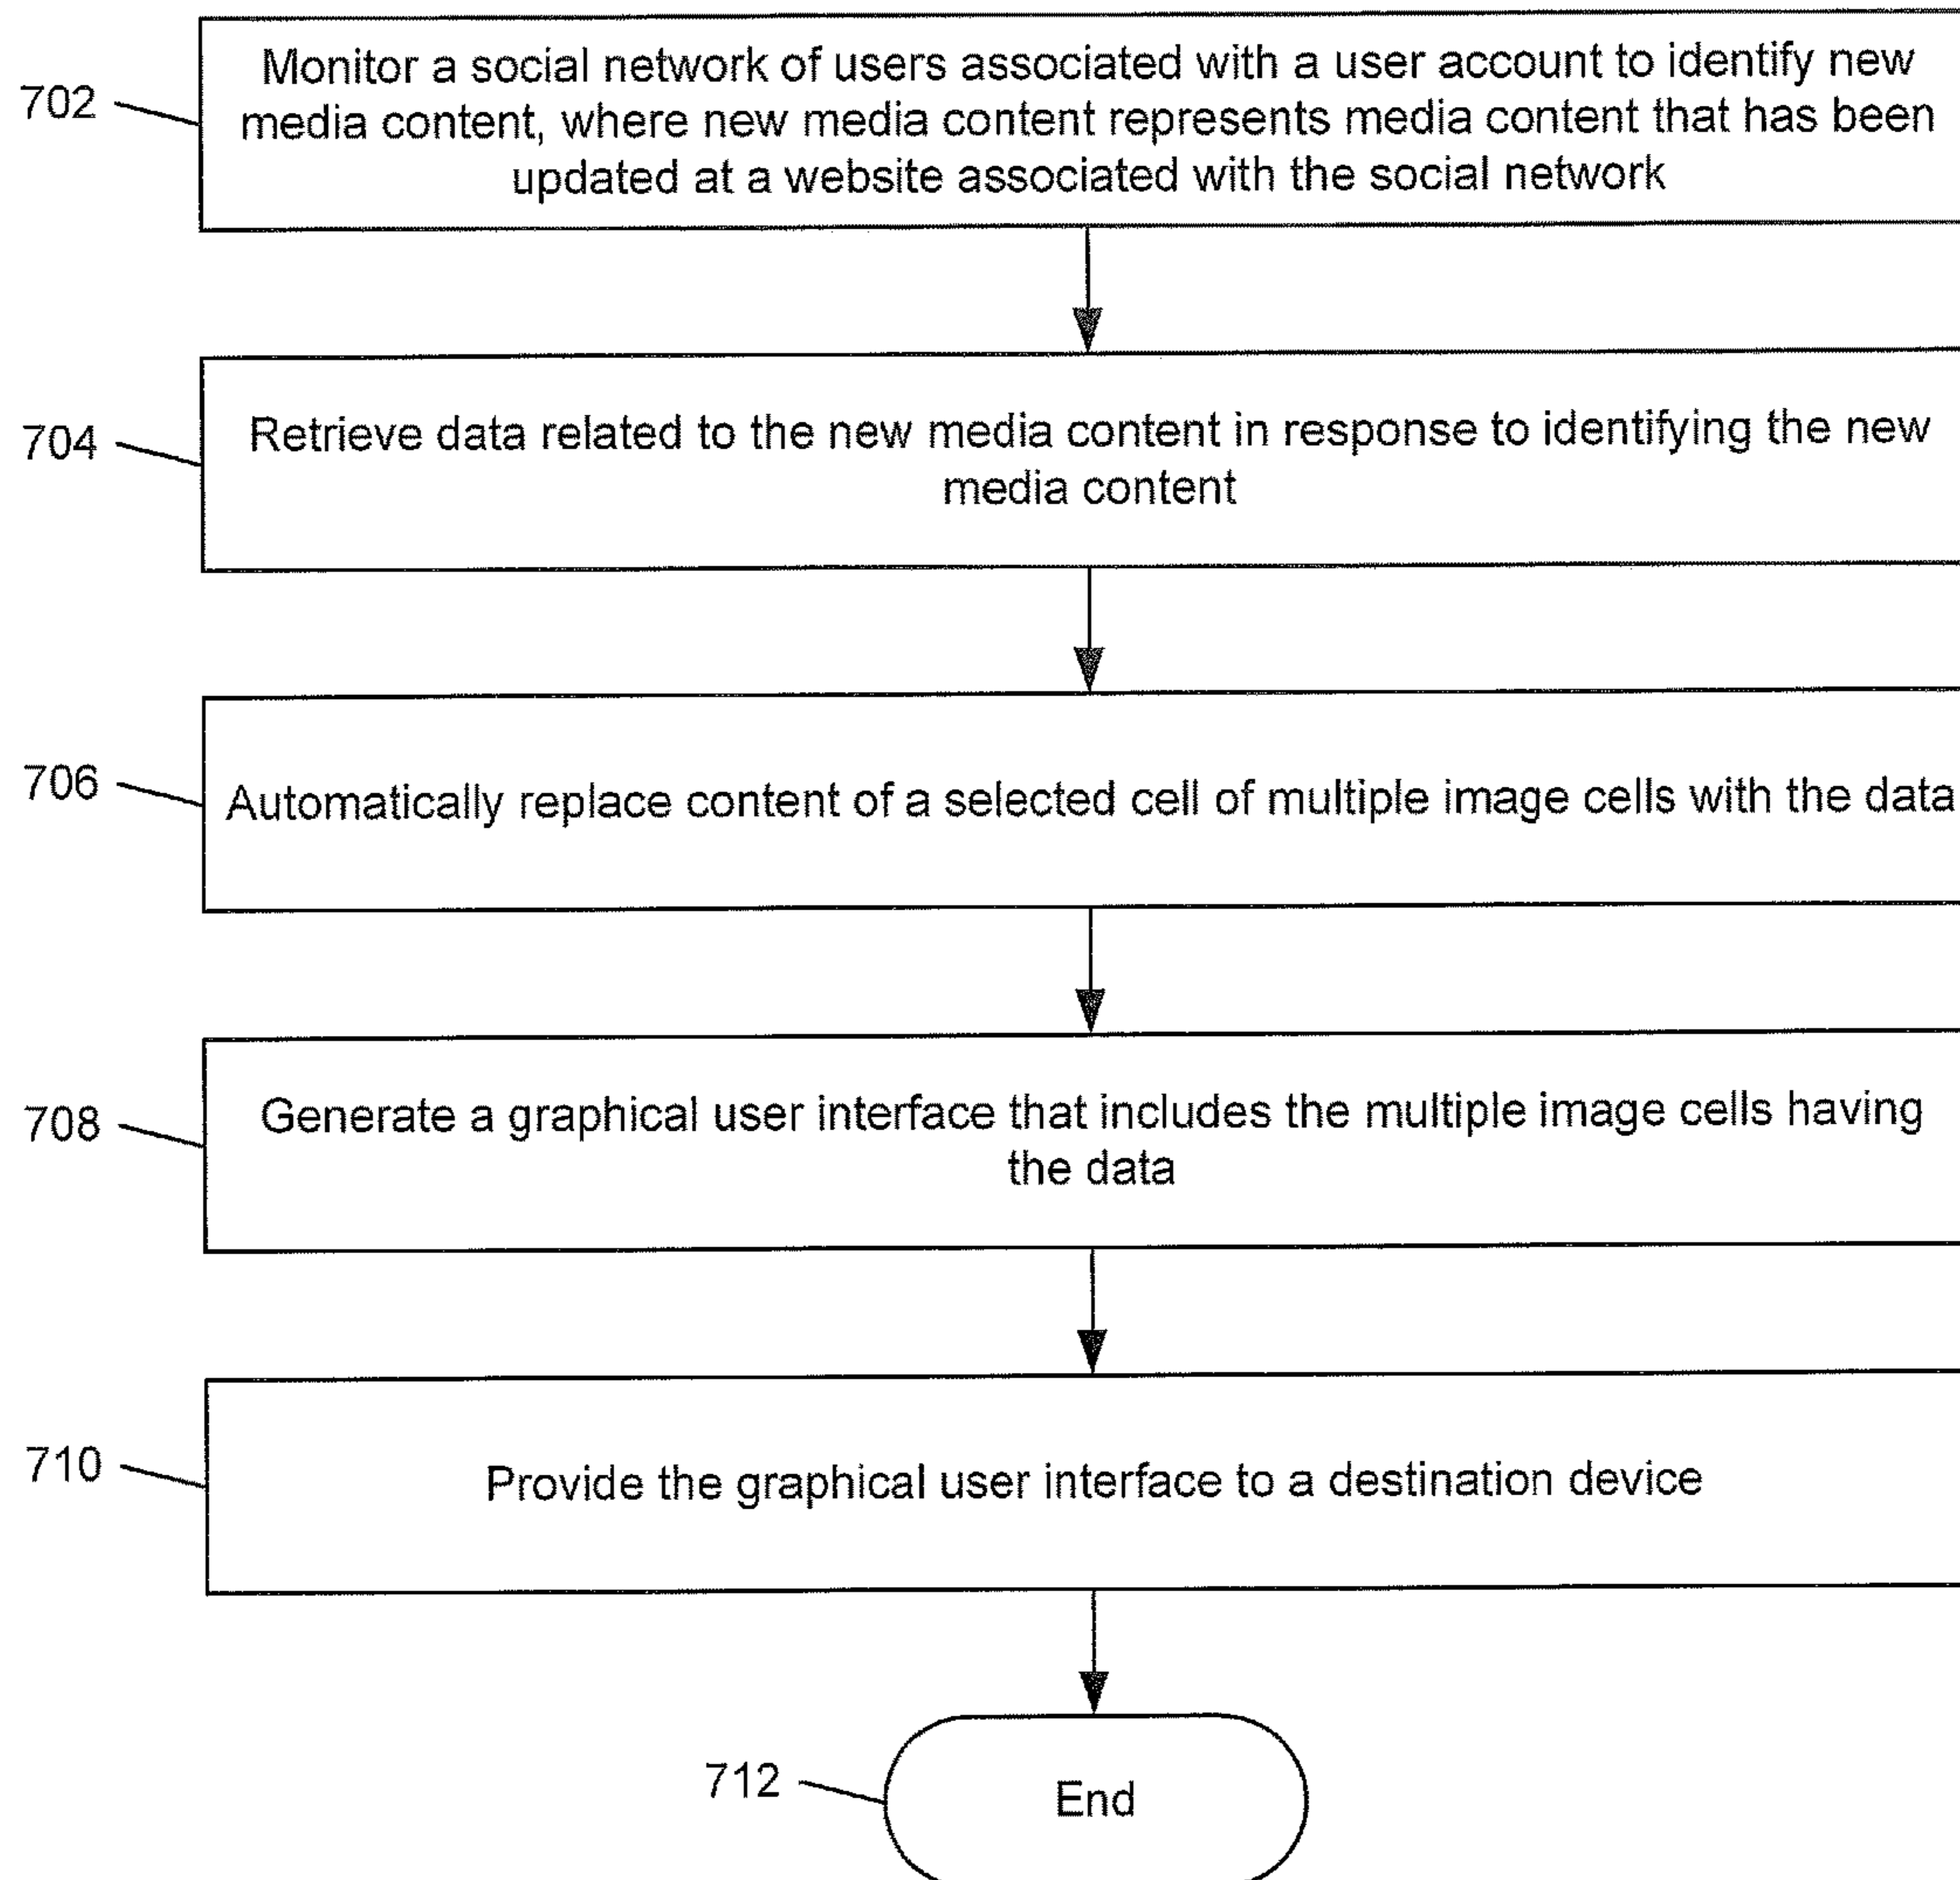 702
Monitor a social network of users associated with a user account to identify new
media content, where new media content represents media content that has been
updated at a website associated with the social network
704
Retrieve data related to the new media content in response to identifying the new
media content
706
Automatically replace content of a selected cell of multiple image cells with the data
708
Generate a graphical user interface that includes the multiple image cells having
the data
710
Provide the graphical user interface to a destination device
712
End